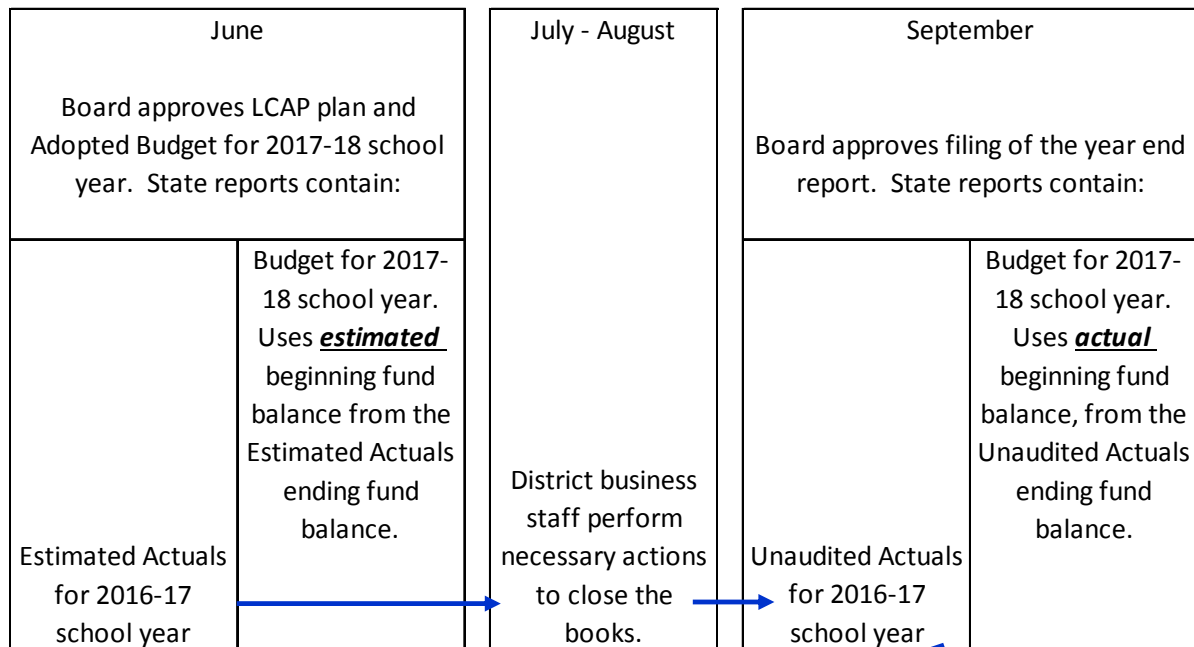 June
Board approves LCAP plan and
Adopted Budget for 2017-18 school
year.  State reports contain:
Estimated Actuals
for 2016-17
school year
Budget for 2017-
18 school year.
Uses estimated
beginning fund
balance from the
Estimated Actuals
ending fund
balance.
July - August
District business
staff perform
necessary actions
to close the
books.
September
Board approves filing of the year end
report.  State reports contain:
Unaudited Actuals
for 2016-17
school year
Budget for 2017-
18 school year.
Uses actual
beginning fund
balance, from the
Unaudited Actuals
ending fund
balance.